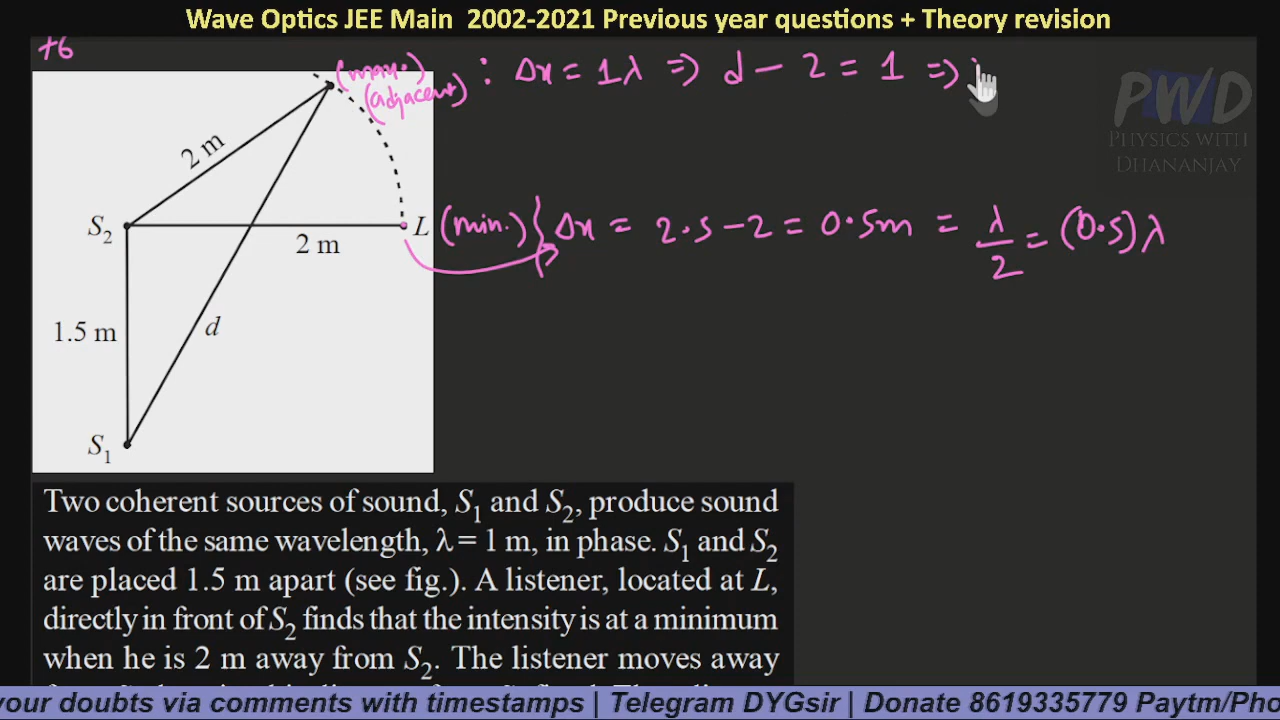 Wave Optics JEE Main 2002-2021 Previous year questions + Theory revision
+6
(max.)
(adjacent)
: Δx = 1λ ⇒ d - 2 = 1 ⇒
PWD
PHYSICS WITH
DHANANJAY
2 m
S₂
L (min.) { Δx = 2.5 - 2 = 0.5m = λ/2 = (0.5)λ
2 m
1.5 m
d
S₁
Two coherent sources of sound, S₁ and S₂, produce sound
waves of the same wavelength, λ = 1 m, in phase. S₁ and S₂
are placed 1.5 m apart (see fig.). A listener, located at L,
directly in front of S₂ finds that the intensity is at a minimum
when he is 2 m away from S₂. The listener moves away
your doubts via comments with timestamps | Telegram DYGsir | Donate 8619335779 Paytm/Pho